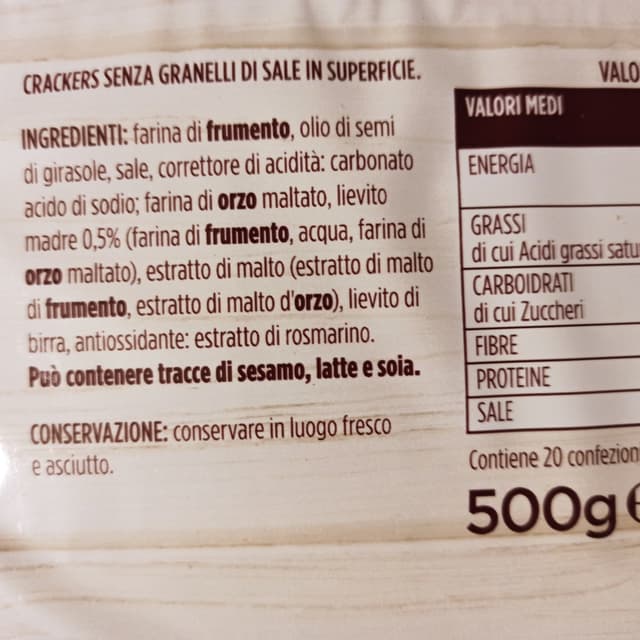 CRACKERS SENZA GRANELLI DI SALE IN SUPERFICIE.
INGREDIENTI: farina di frumento, olio di semi
di girasole, sale, correttore di acidità: carbonato
acido di sodio; farina di orzo maltato, lievito
madre 0,5% (farina di frumento, acqua, farina di
orzo maltato), estratto di malto (estratto di malto
di frumento, estratto di malto d'orzo), lievito di
birra, antiossidante: estratto di rosmarino.
Può contenere tracce di sesamo, latte e soia.
CONSERVAZIONE: conservare in luogo fresco
e asciutto.
VALO
VALORI MEDI
ENERGIA
GRASSI
di cui Acidi grassi satu
CARBOIDRATI
di cui Zuccheri
FIBRE
PROTEINE
SALE
Contiene 20 confezion
500g e